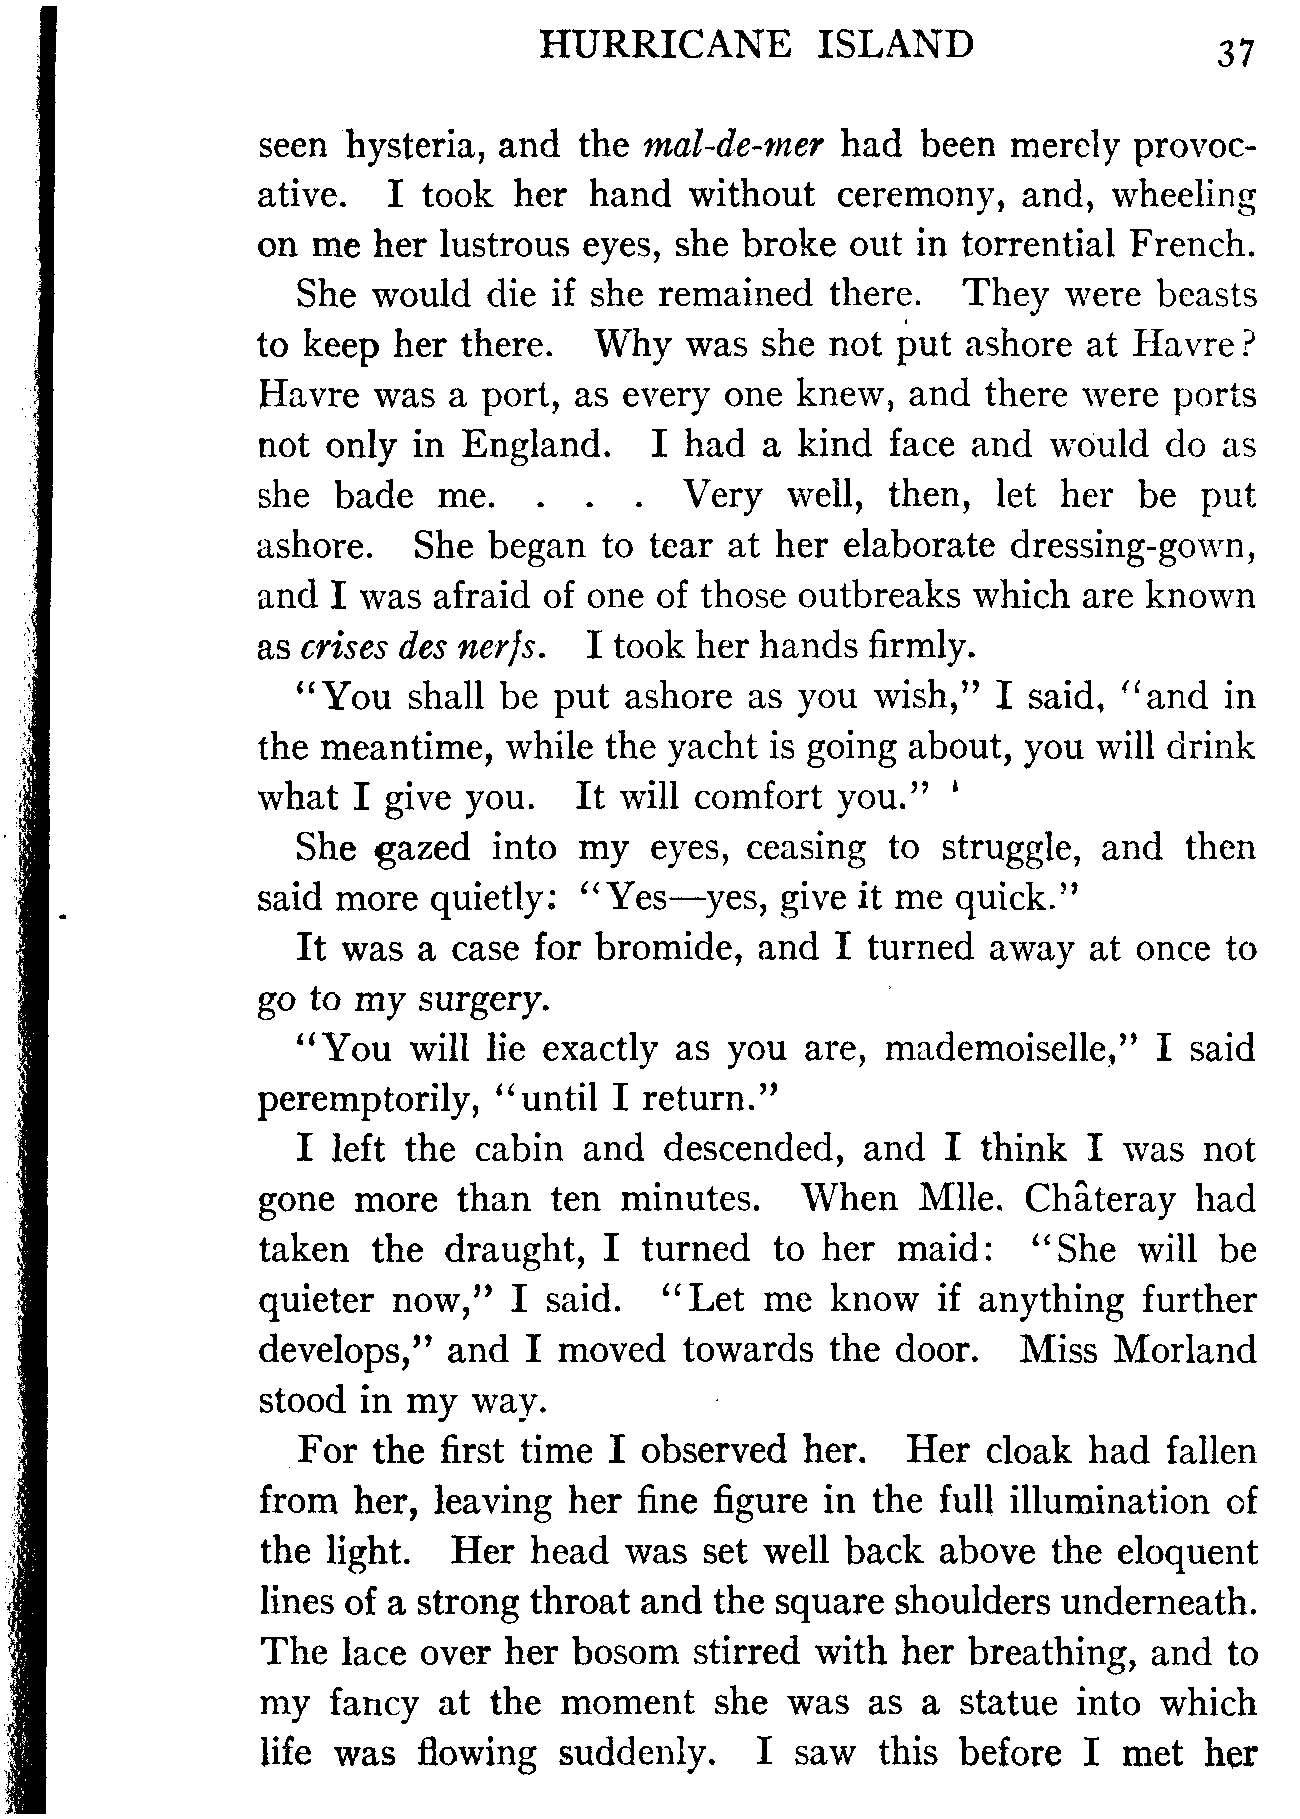 HURRICANE ISLAND 37
seen hysteria, and the mal-de-mer had been merely provoc-
ative. I took her hand without ceremony, and, wheeling
on me her lustrous eyes, she broke out in torrential French.
She would die if she remained there. They were beasts
to keep her there. Why was she not put ashore at Havre?
Havre was a port, as every one knew, and there were ports
not only in England. I had a kind face and would do as
she bade me. . . . Very well, then, let her be put
ashore. She began to tear at her elaborate dressing-gown,
and I was afraid of one of those outbreaks which are known
as crises des nerfs. I took her hands firmly.
"You shall be put ashore as you wish," I said, "and in
the meantime, while the yacht is going about, you will drink
what I give you. It will comfort you."
She gazed into my eyes, ceasing to struggle, and then
said more quietly: "Yes—yes, give it me quick."
It was a case for bromide, and I turned away at once to
go to my surgery.
"You will lie exactly as you are, mademoiselle," I said
peremptorily, "until I return."
I left the cabin and descended, and I think I was not
gone more than ten minutes. When Mlle. Châteray had
taken the draught, I turned to her maid: "She will be
quieter now," I said. "Let me know if anything further
develops," and I moved towards the door. Miss Morland
stood in my way.
For the first time I observed her. Her cloak had fallen
from her, leaving her fine figure in the full illumination of
the light. Her head was set well back above the eloquent
lines of a strong throat and the square shoulders underneath.
The lace over her bosom stirred with her breathing, and to
my fancy at the moment she was as a statue into which
life was flowing suddenly. I saw this before I met her